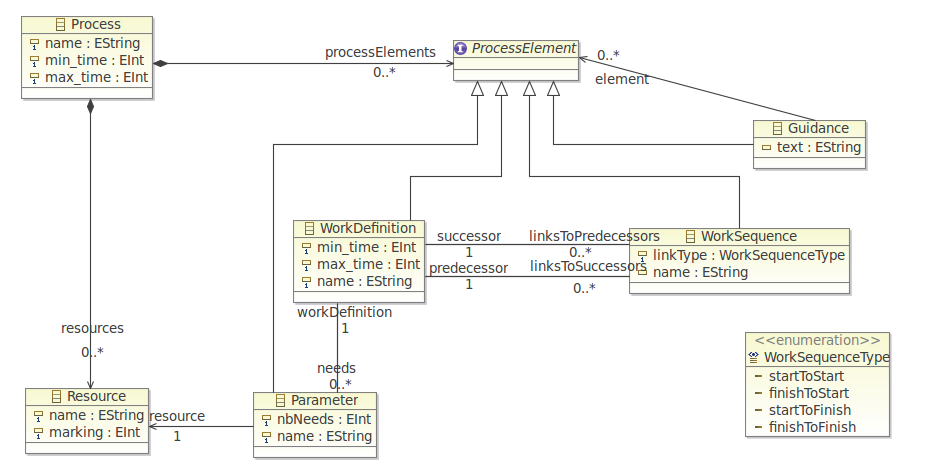 Process
name : EString
min_time : EInt
max_time : EInt
processElements
0..*
ProcessElement
0..*
element
Guidance
text : EString
WorkDefinition
min_time : EInt
max_time : EInt
name : EString
successor
1
linksToPredecessors
0..*
predecessor
1
linksToSuccessors
0..*
WorkSequence
linkType : WorkSequenceType
name : EString
workDefinition
1
needs
0..*
resources
0..*
Resource
name : EString
marking : EInt
resource
1
Parameter
nbNeeds : EInt
name : EString
<<enumeration>>
WorkSequenceType
startToStart
finishToStart
startToFinish
finishToFinish